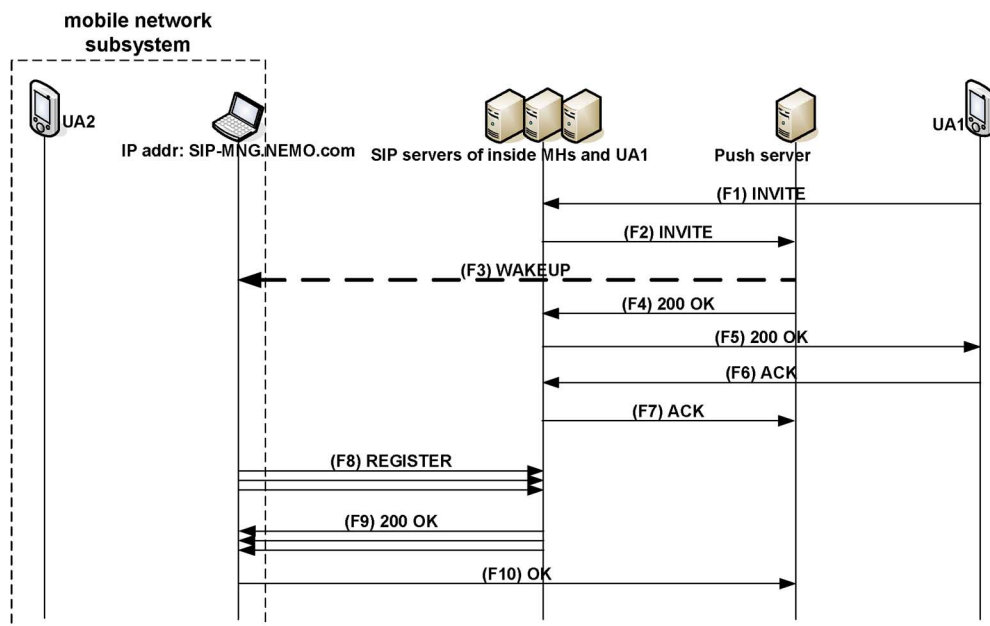 mobile network
subsystem
UA2
UA1
IP addr: SIP-MNG.NEMO.com
SIP servers of inside MHs and UA1
Push server
(F1) INVITE
(F2) INVITE
(F3) WAKEUP
(F4) 200 OK
(F5) 200 OK
(F6) ACK
(F7) ACK
(F8) REGISTER
(F9) 200 OK
(F10) OK